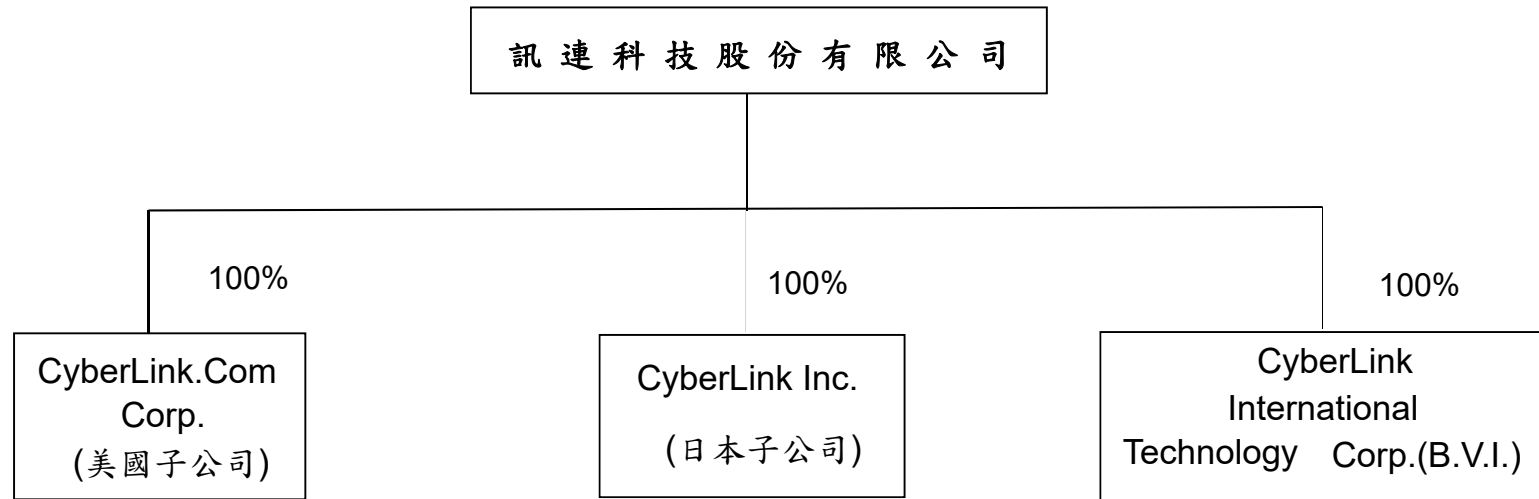 訊連科技股份有限公司
100%
100%
100%
CyberLink.Com
Corp.
(美國子公司)
CyberLink Inc.
(日本子公司)
CyberLink
International
Technology Corp.(B.V.I.)